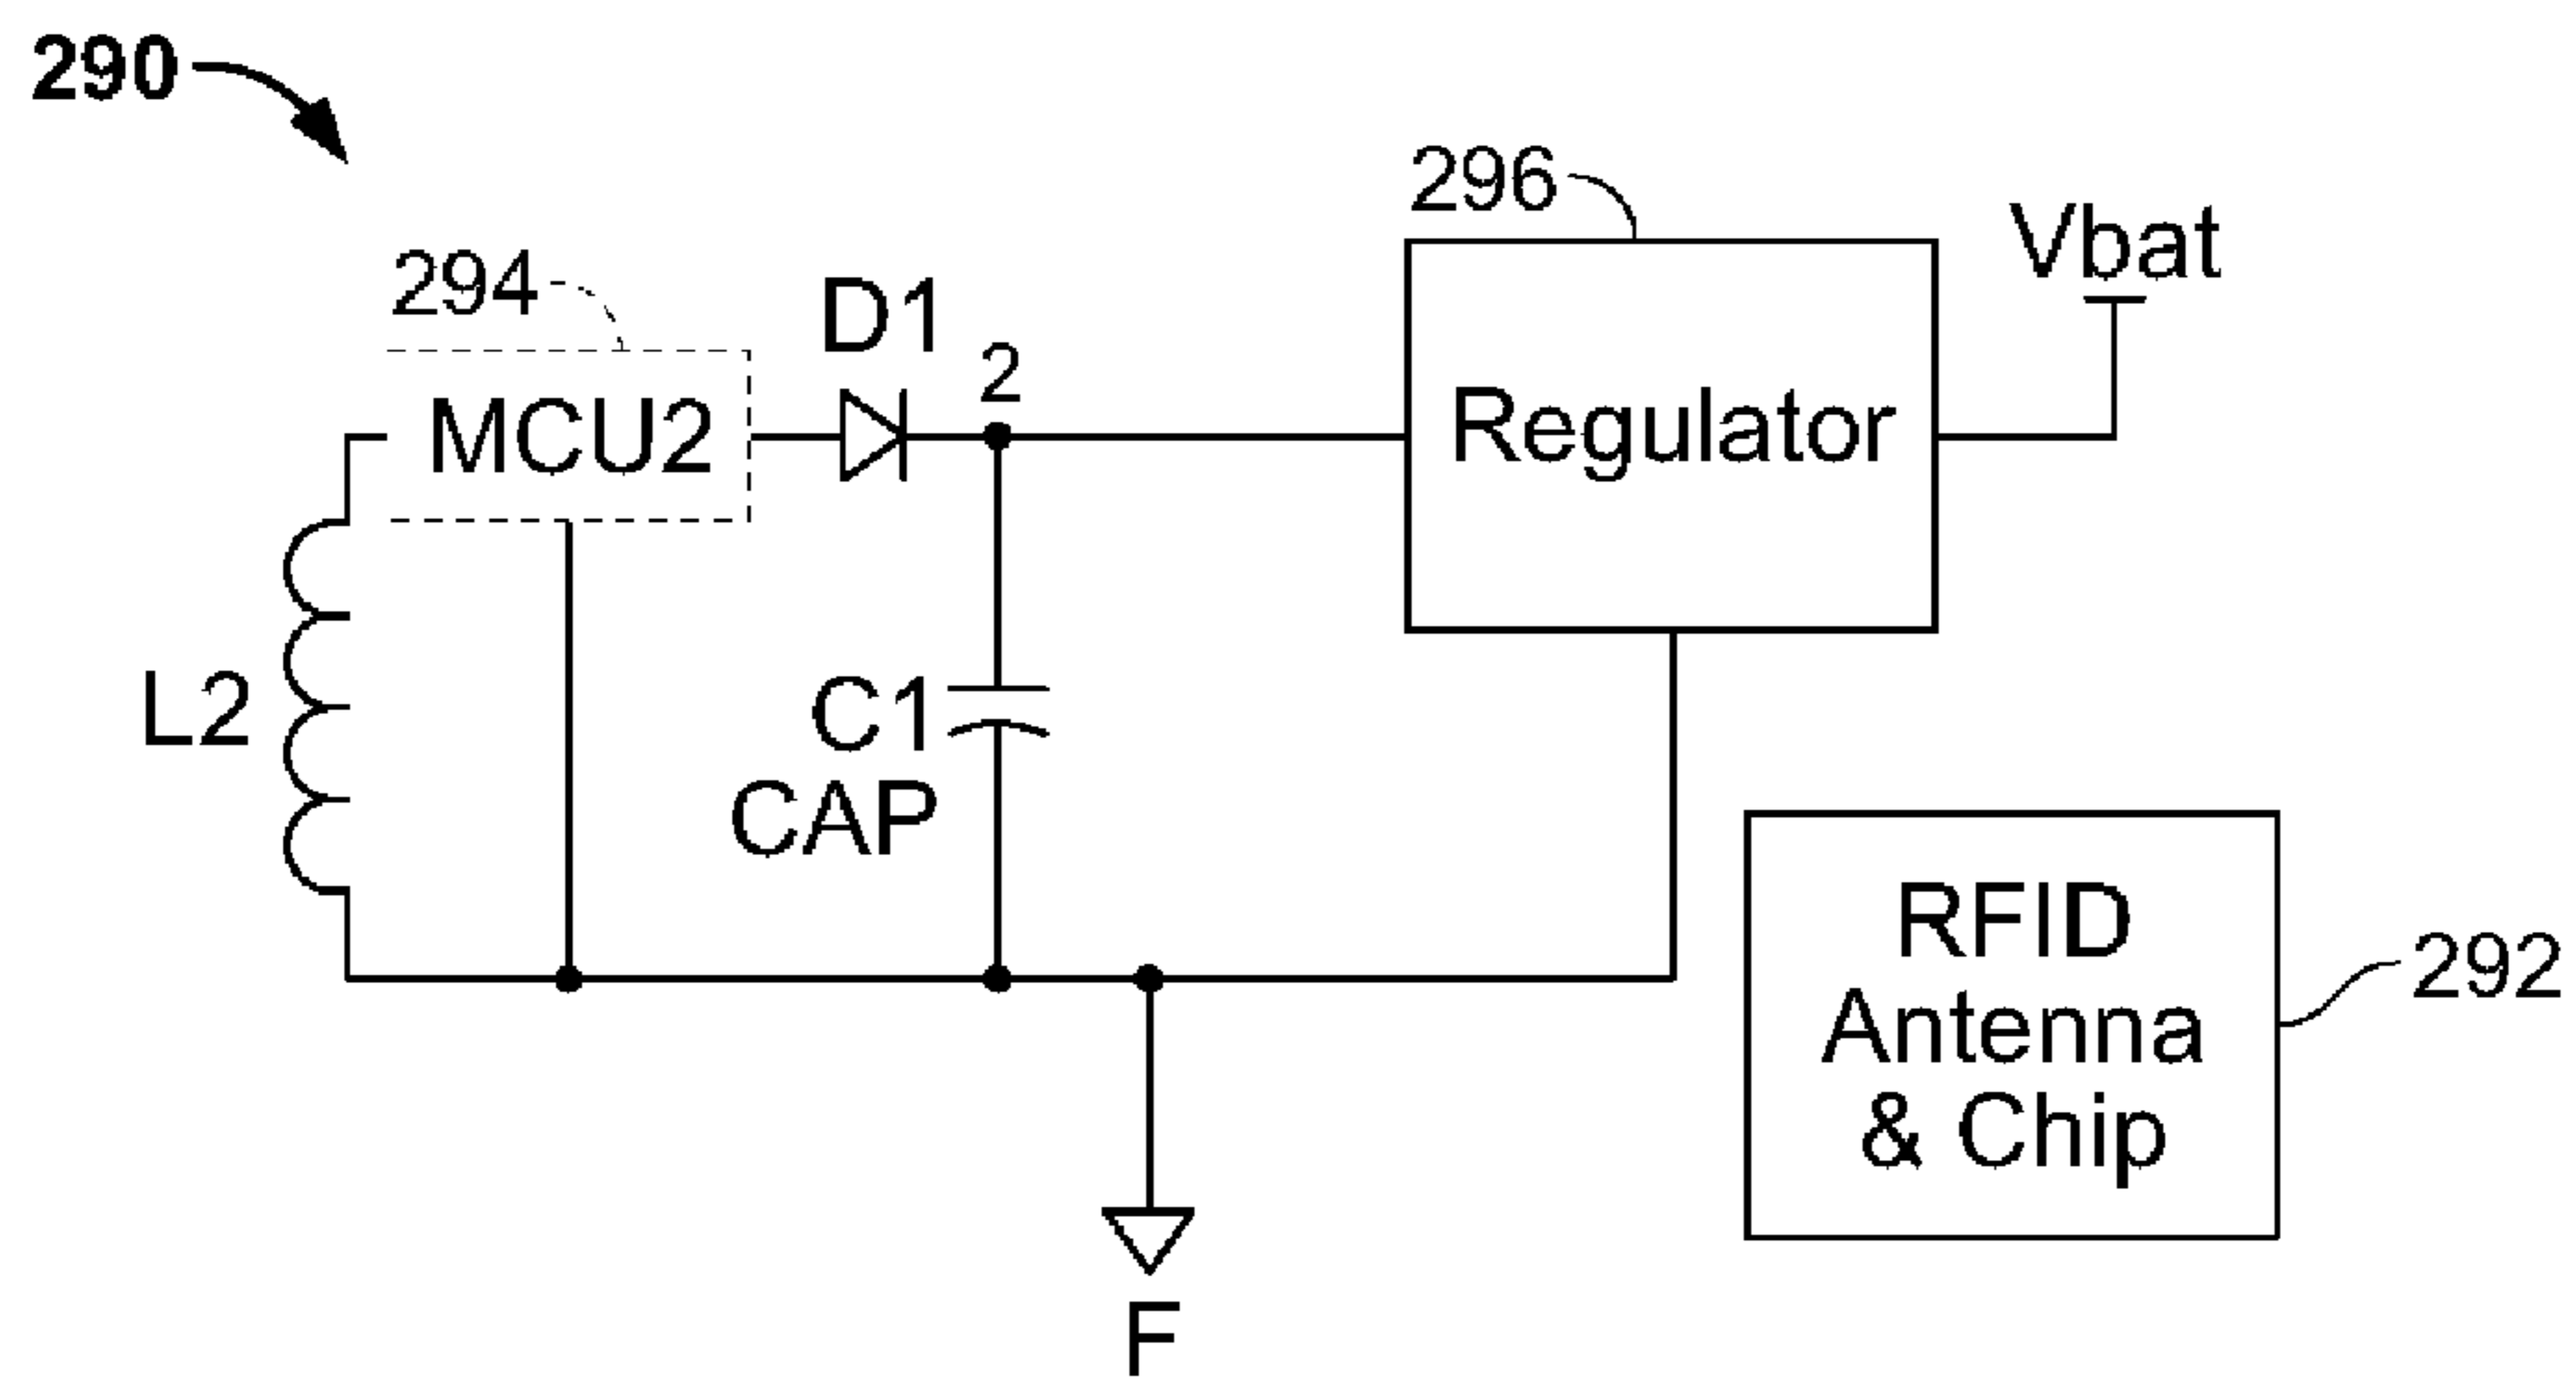 290
296
Vbat
294
D1
2
MCU2
Regulator
L2
C1
CAP
RFID
Antenna
& Chip
292
F